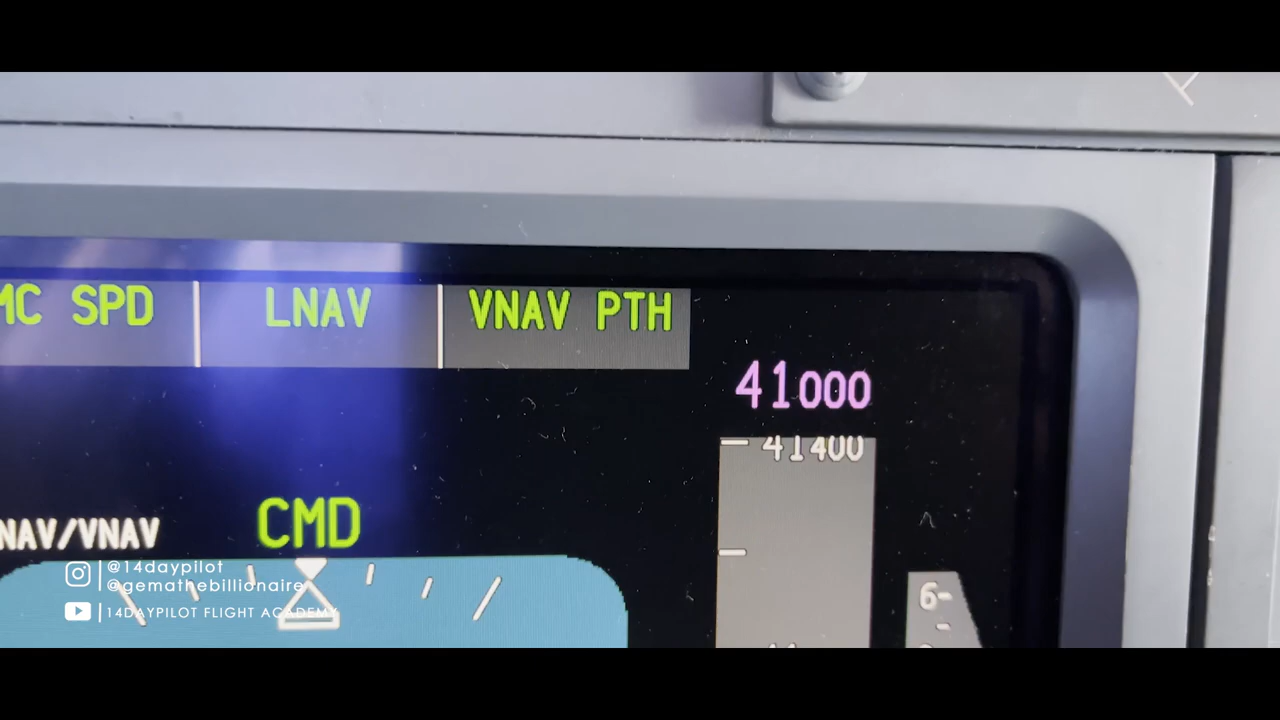 MC SPD LNAV VNAV PTH
41000
41400
NAV/VNAV CMD
@14daypilot
@gemathebillionaire
14DAYPILOT FLIGHT ACADEMY
6